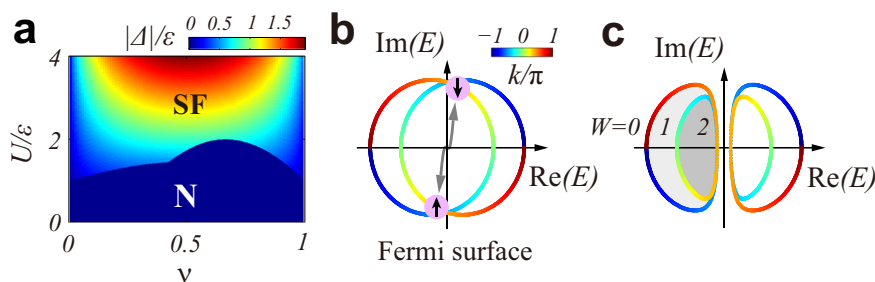 a
|Δ|/ε
0 0.5 1 1.5
U/ε
4
2
0
SF
N
0 0.5 1
ν
b
Im(E)
−1 0 1
k/π
Re(E)
Fermi surface
c
Im(E)
W=0 1 2
Re(E)